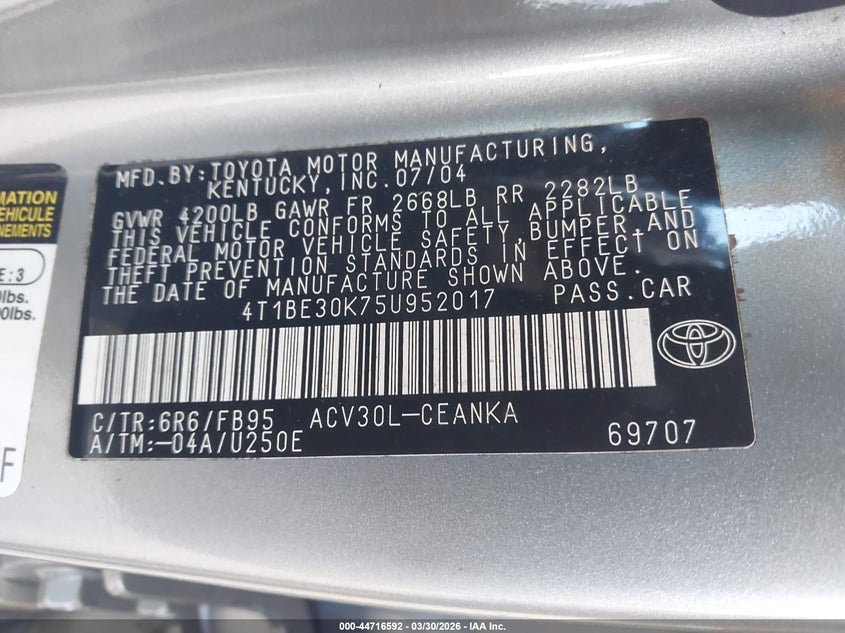 MFD.BY:TOYOTA MOTOR MANUFACTURING,
KENTUCKY, INC. 07/04
GVWR 4200LB GAWR FR 2668LB RR 2282LB
THIS VEHICLE CONFORMS TO ALL APPLICABLE
FEDERAL MOTOR VEHICLE SAFETY,BUMPER,AND
THEFT PREVENTION STANDARDS IN EFFECT ON
THE DATE OF MANUFACTURE SHOWN ABOVE.
4T1BE30K75U952017 PASS.CAR
C/TR:6R6/FB95 ACV30L-CEANKA
A/TM:-04A/U250E 69707
MATION
VEHICULE
NEMENTS
E:3
0lbs.
00lbs.
F
000-44716592 - 03/30/2026 - IAA Inc.